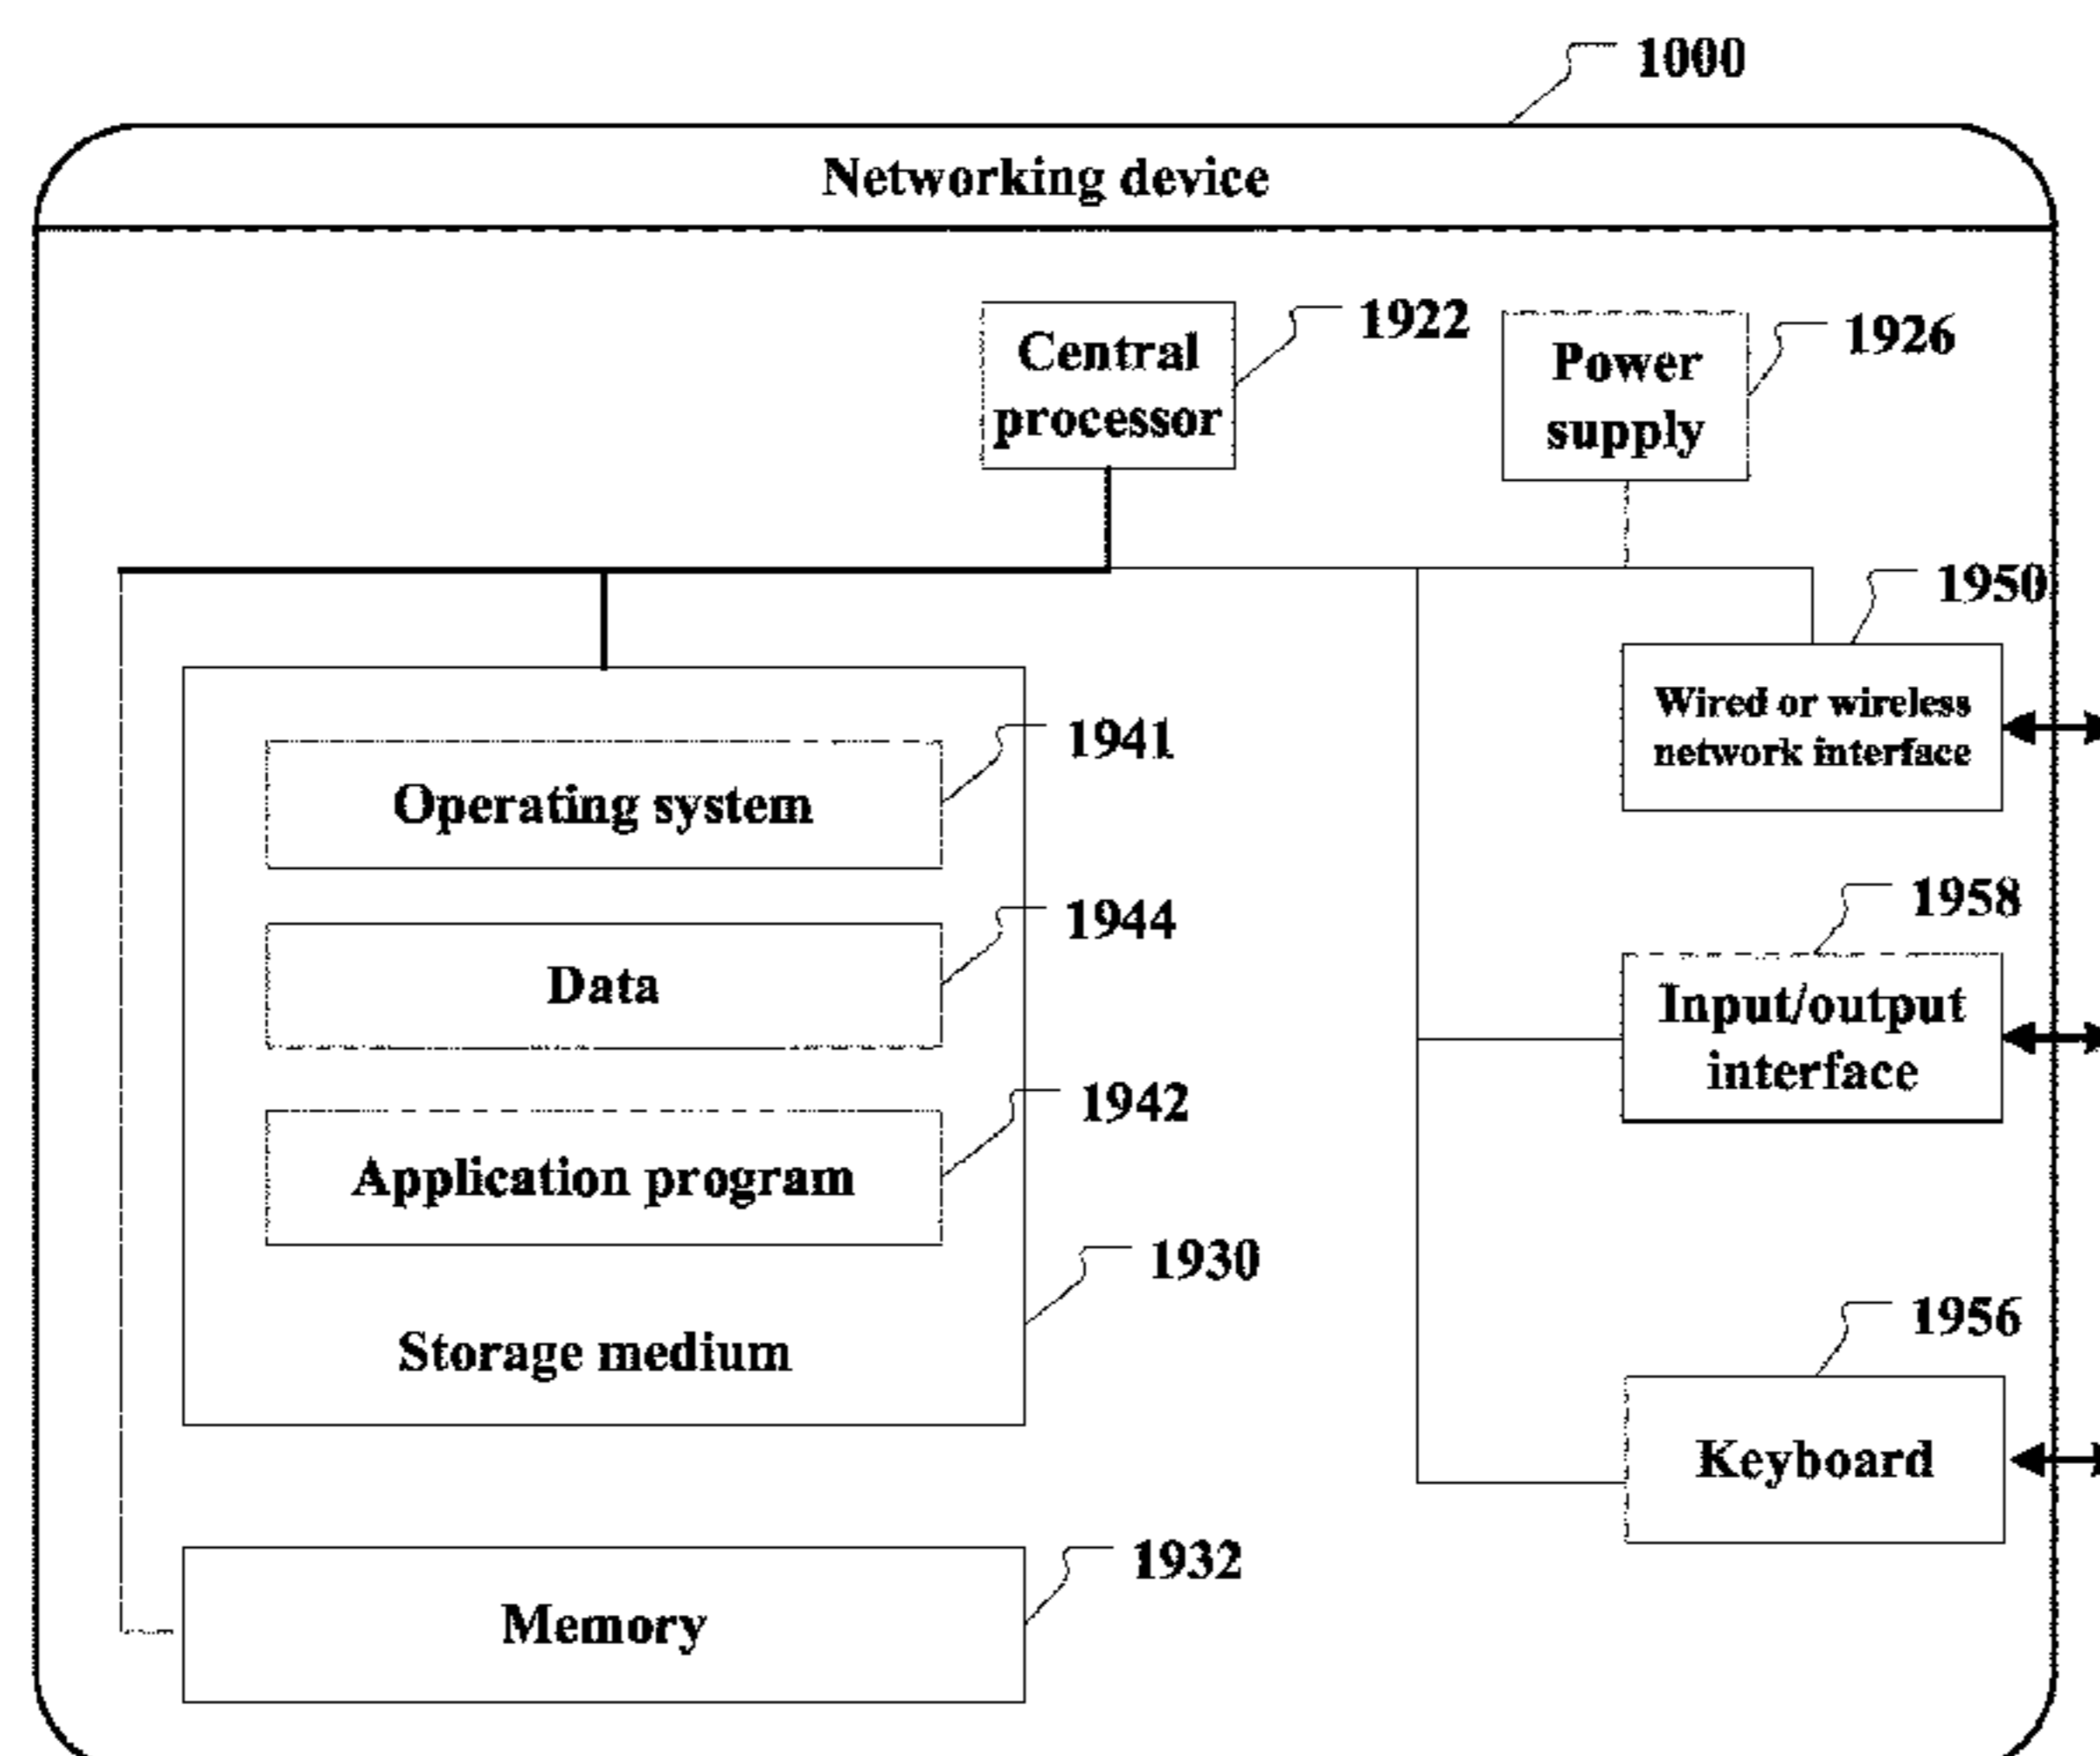 1000
Networking device
Central
processor
1922
Power
supply
1926
1950
Wired or wireless
network interface
1941
Operating system
1944
Data
1942
Application program
1930
Storage medium
1958
Input/output
interface
1956
Keyboard
1932
Memory